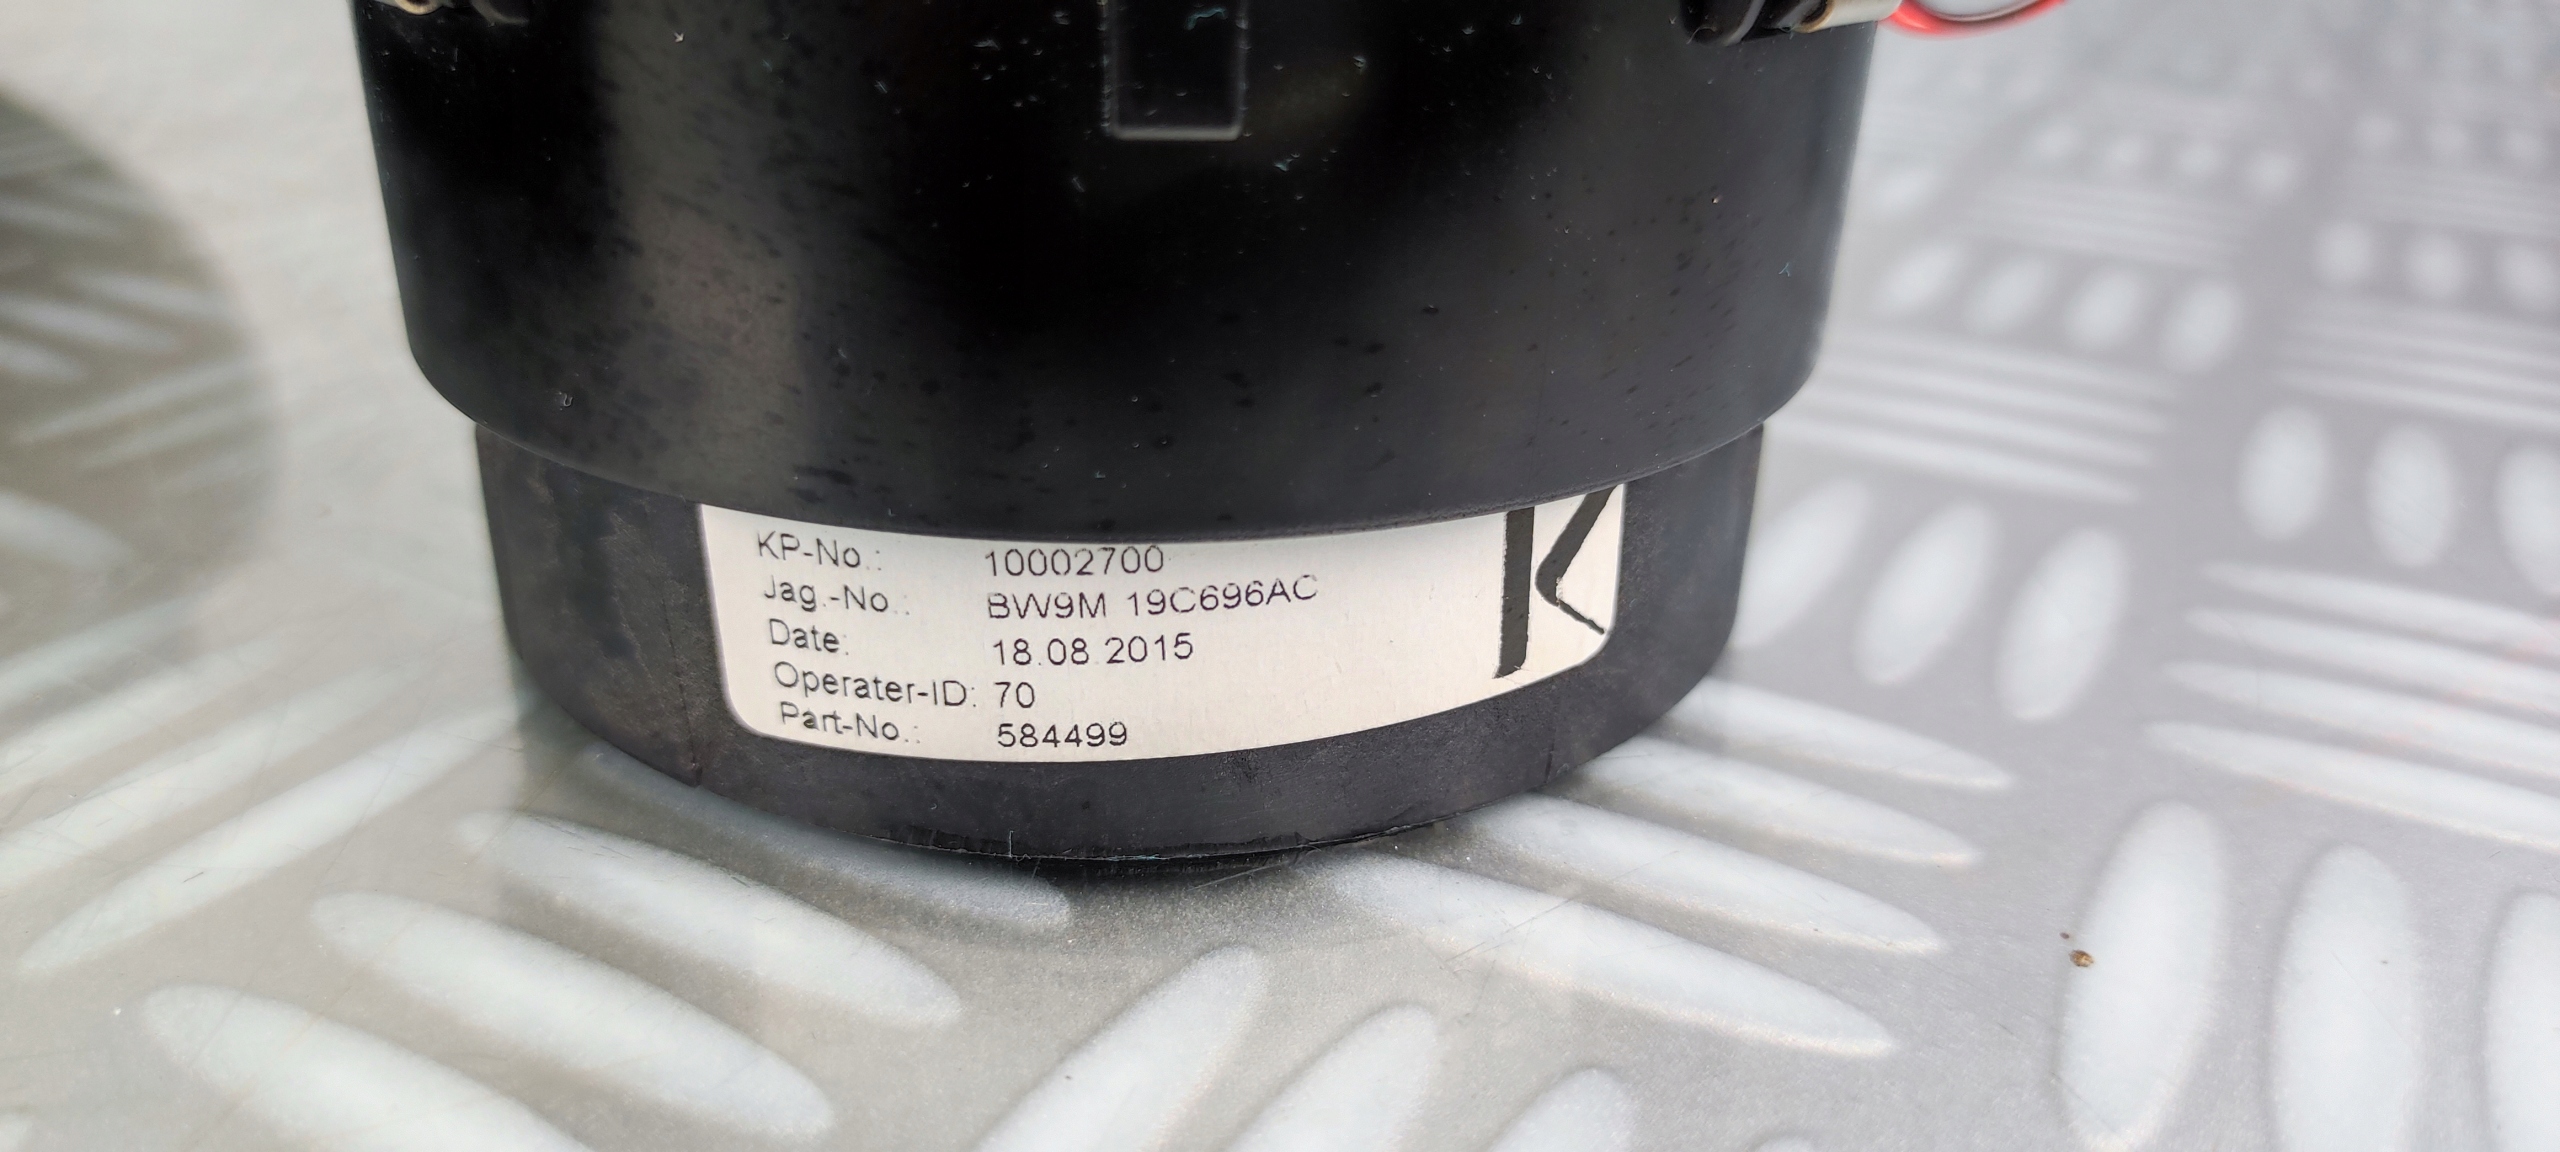 KP-No.: 10002700
Jag.-No.: BW9M 19C696AC
Date: 18.08.2015
Operater-ID: 70
Part-No.: 584499
K